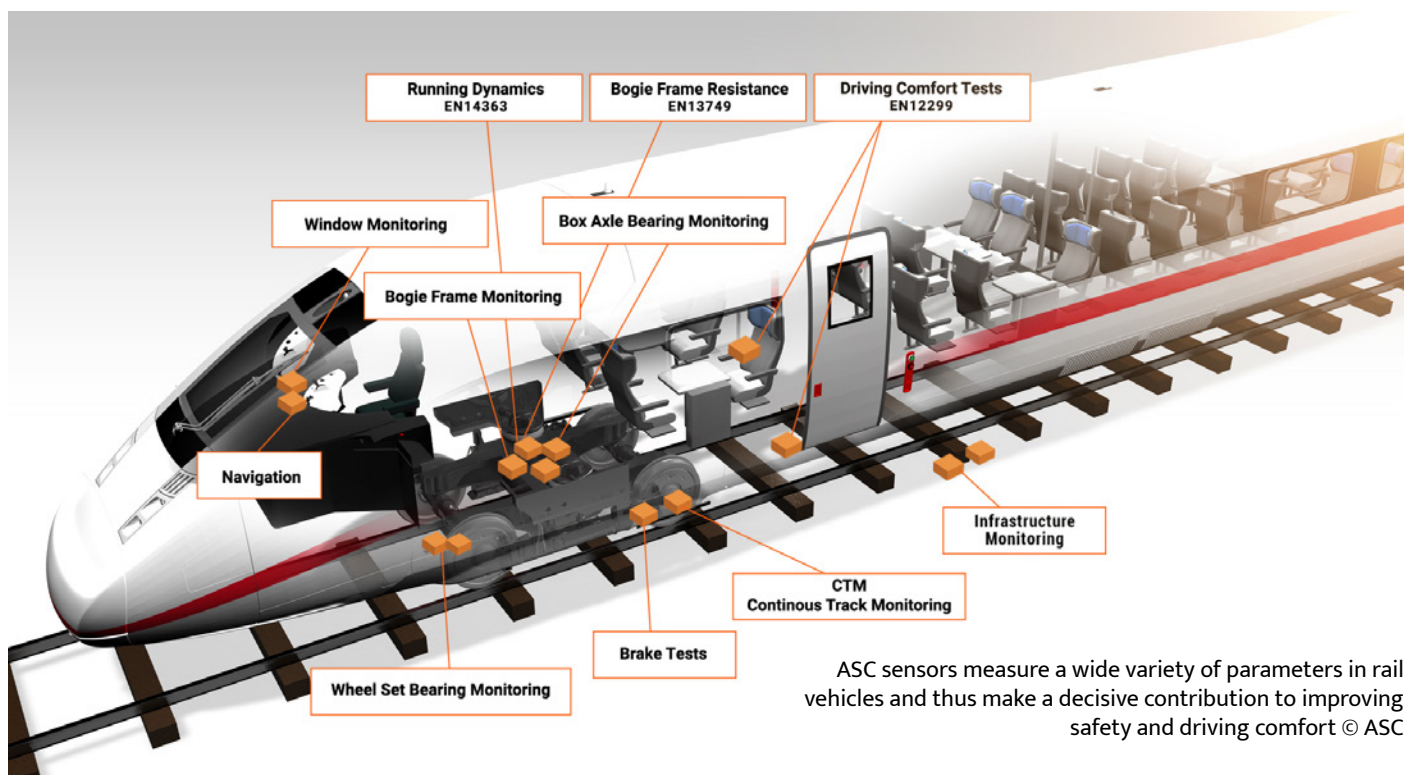 Running Dynamics
EN14363
Bogie Frame Resistance
EN13749
Driving Comfort Tests
EN12299
Window Monitoring
Box Axle Bearing Monitoring
Bogie Frame Monitoring
Navigation
Infrastructure
Monitoring
CTM
Continous Track Monitoring
Brake Tests
Wheel Set Bearing Monitoring
ASC sensors measure a wide variety of parameters in rail
vehicles and thus make a decisive contribution to improving
safety and driving comfort © ASC